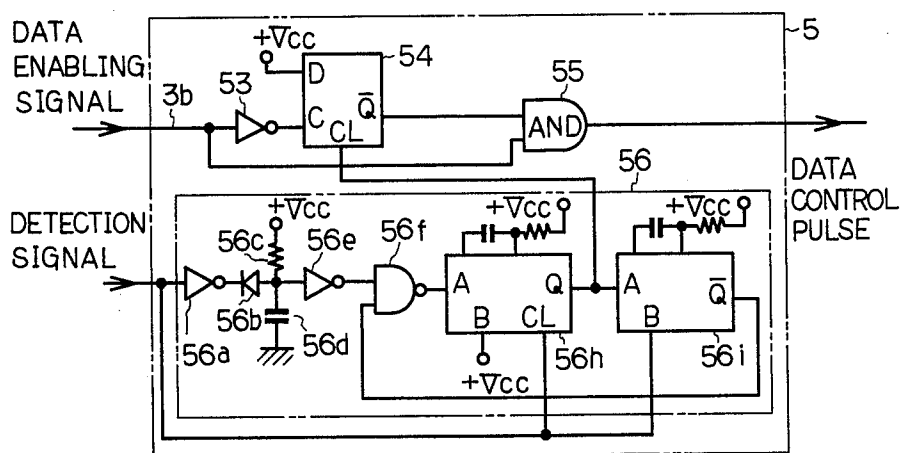 DATA
ENABLING
SIGNAL
3b
53
+Vcc
D
C
CL
Q̅
54
55
AND
5
DATA
CONTROL
PULSE
56
DETECTION
SIGNAL
56a
56b
56c
+Vcc
56d
56e
56f
+Vcc
A
B
Q
CL
+Vcc
56h
+Vcc
A
B
Q̅
56i